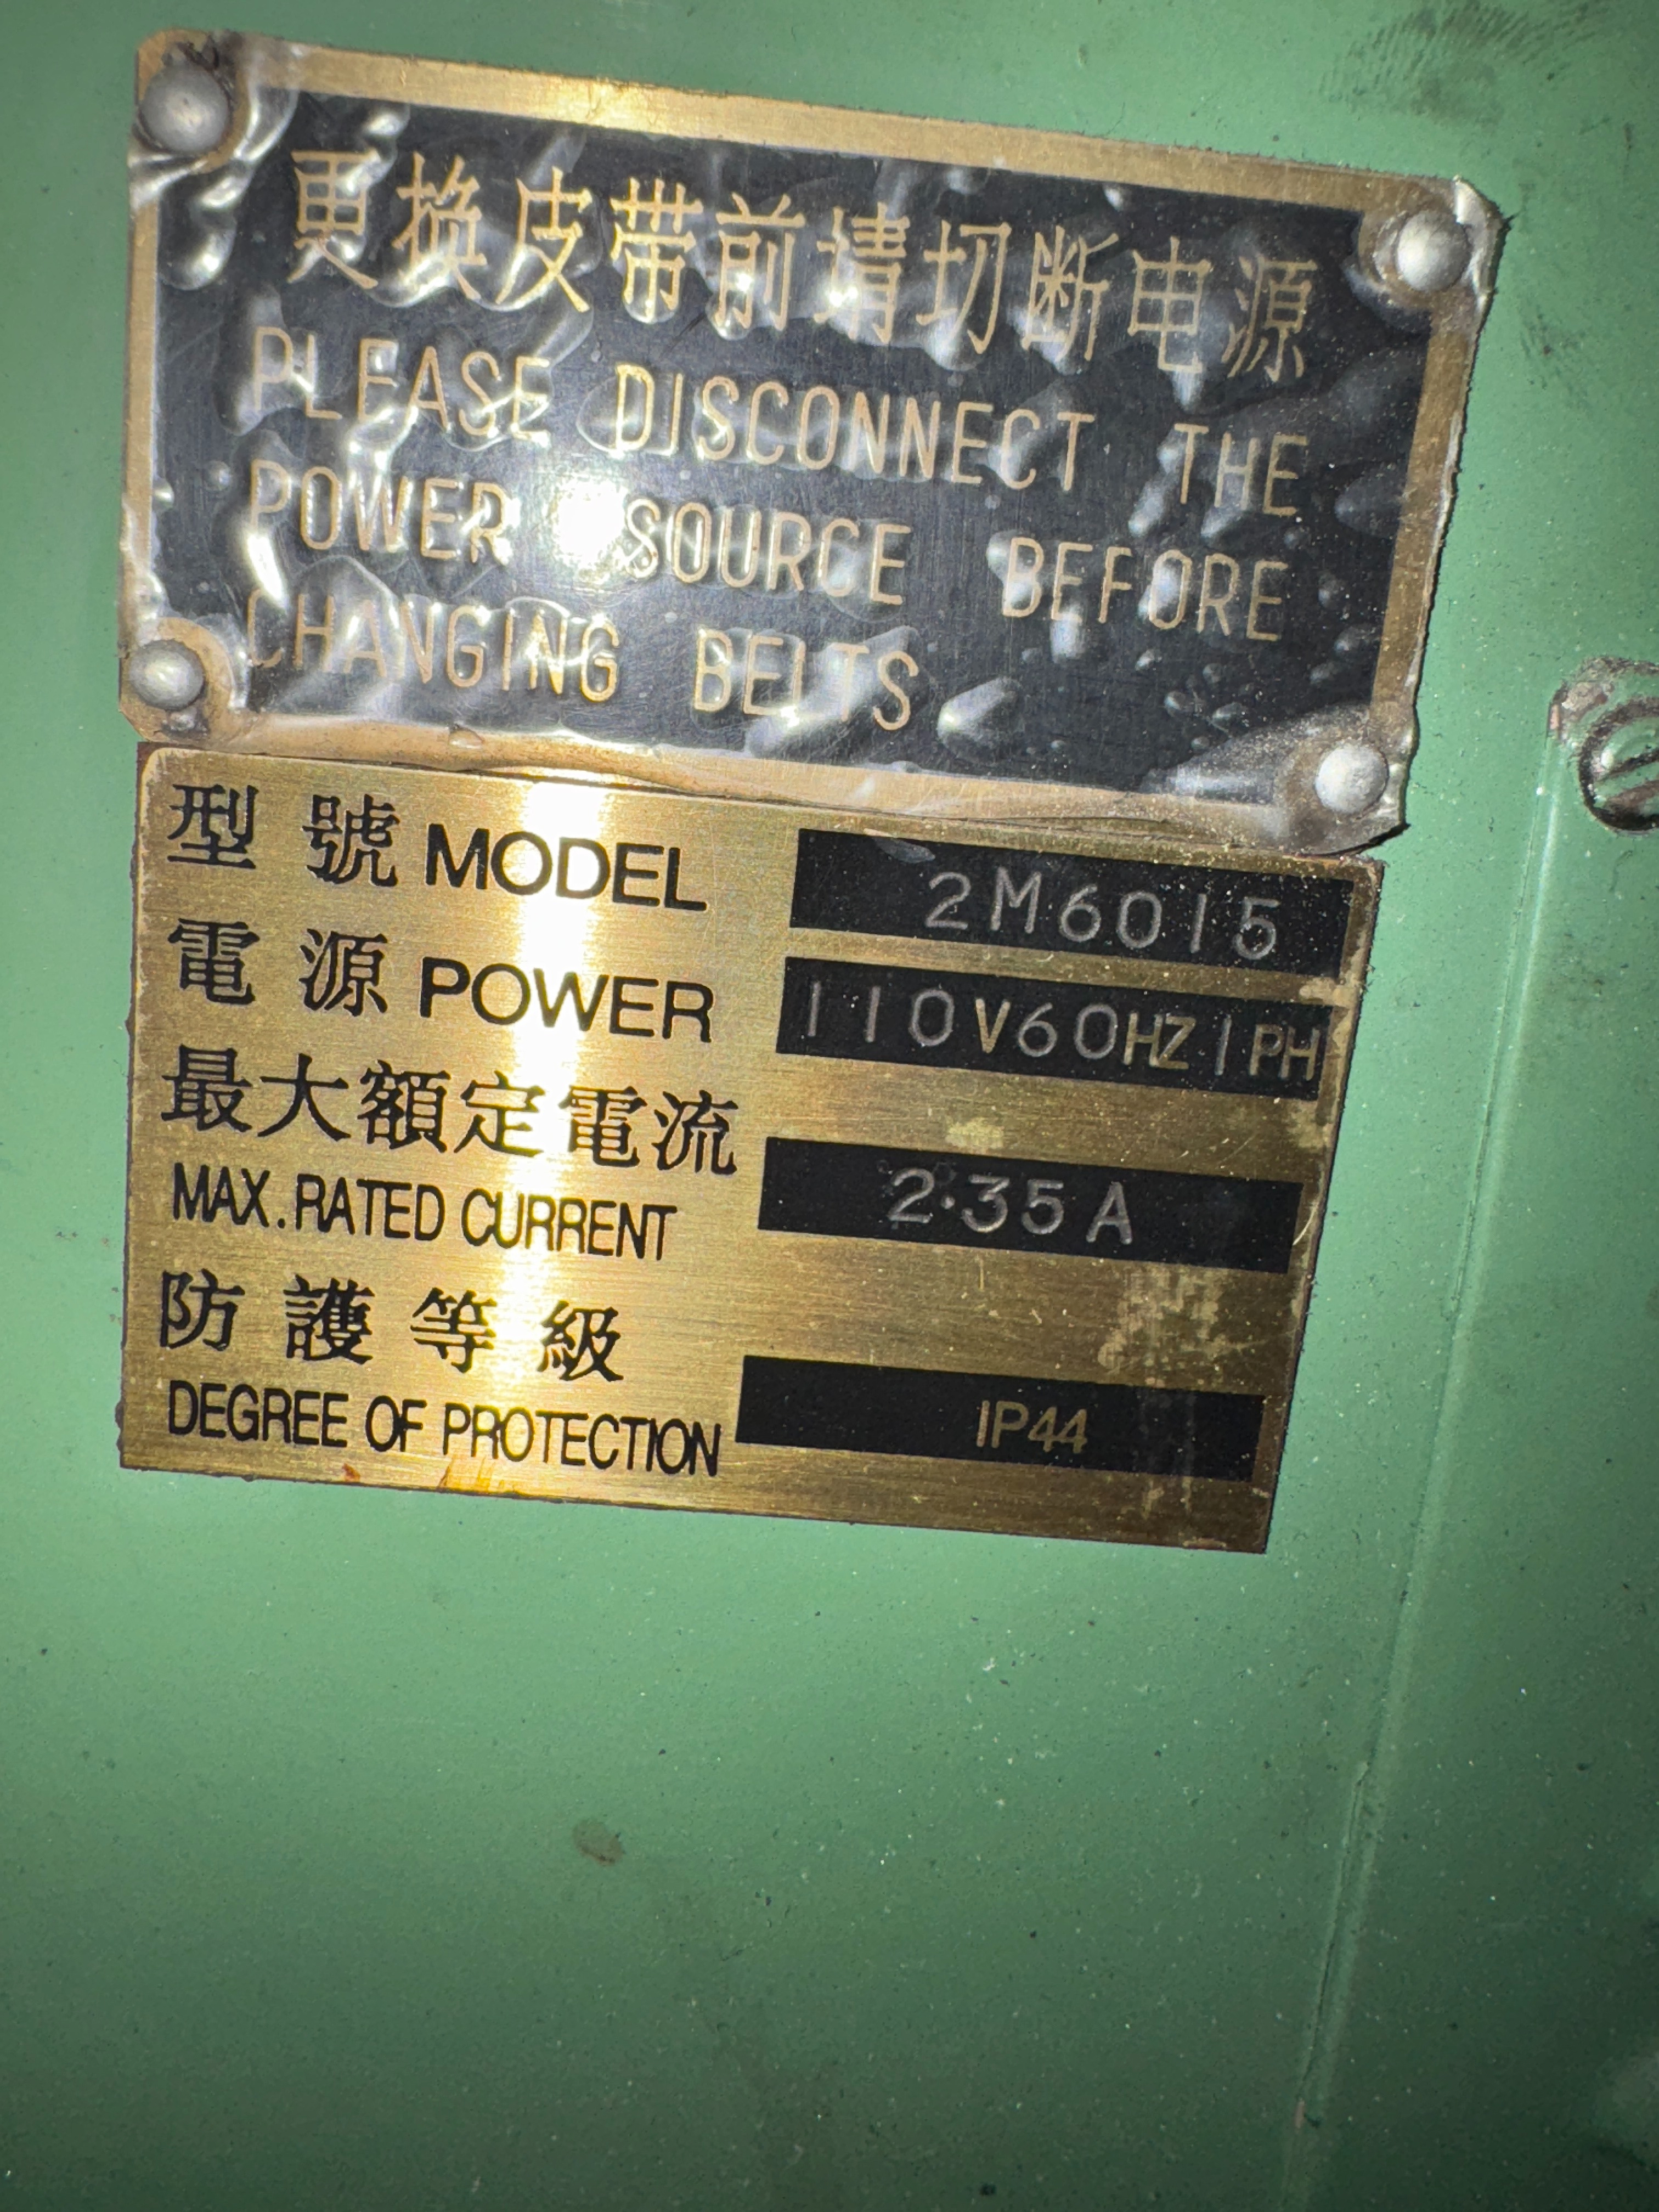 更换皮带前请切断电源
PLEASE DISCONNECT THE
POWER SOURCE BEFORE
CHANGING BELTS
型號 MODEL 2M6015
電源 POWER 110V60HZ1PH
最大額定電流
MAX. RATED CURRENT 2.35A
防護等級
DEGREE OF PROTECTION IP44